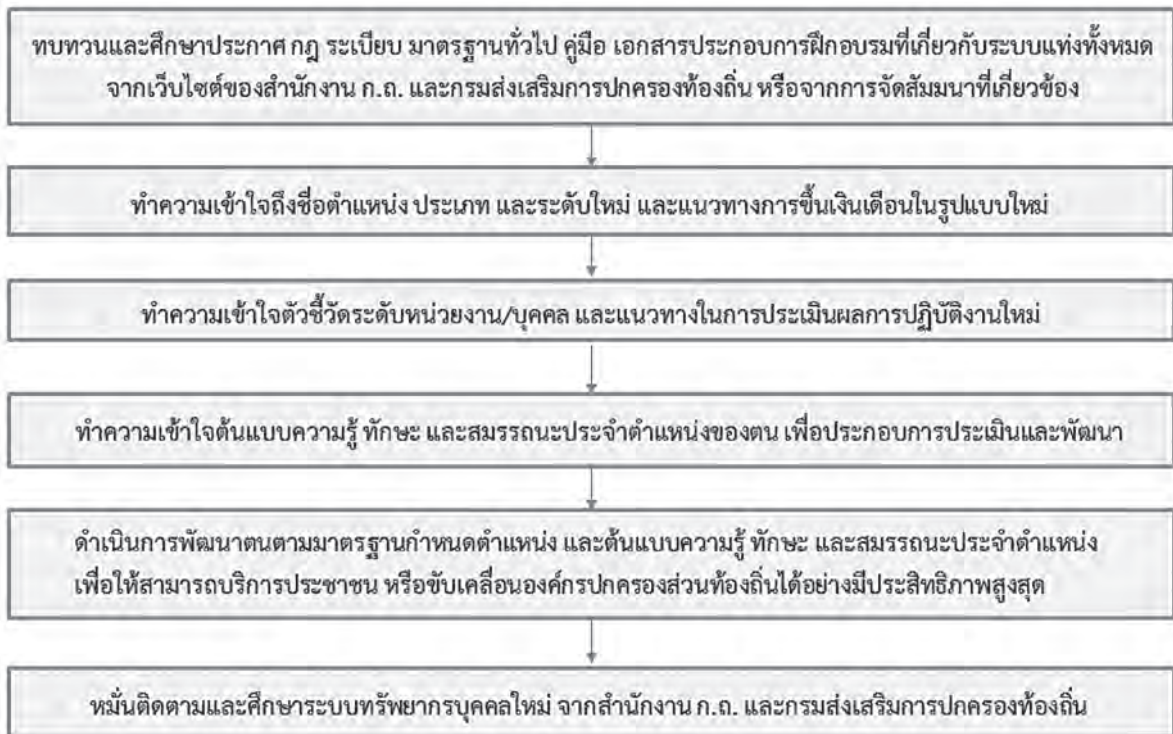 ทบทวนและศึกษาประกาศ กฎ ระเบียบ มาตรฐานทั่วไป คู่มือ เอกสารประกอบการฝึกอบรมที่เกี่ยวกับระบบแท่งทั้งหมด
จากเว็บไซต์ของสำนักงาน ก.ถ. และกรมส่งเสริมการปกครองท้องถิ่น หรือจากการจัดสัมมนาที่เกี่ยวข้อง
ทำความเข้าใจถึงชื่อตำแหน่ง ประเภท และระดับใหม่ และแนวทางการขึ้นเงินเดือนในรูปแบบใหม่
ทำความเข้าใจตัวชี้วัดระดับหน่วยงาน/บุคคล และแนวทางในการประเมินผลการปฏิบัติงานใหม่
ทำความเข้าใจต้นแบบความรู้ ทักษะ และสมรรถนะประจำตำแหน่งของตน เพื่อประกอบการประเมินและพัฒนา
ดำเนินการพัฒนาตนตามมาตรฐานกำหนดตำแหน่ง และต้นแบบความรู้ ทักษะ และสมรรถนะประจำตำแหน่ง
เพื่อให้สามารถบริการประชาชน หรือขับเคลื่อนองค์กรปกครองส่วนท้องถิ่นได้อย่างมีประสิทธิภาพสูงสุด
หมั่นติดตามและศึกษาระบบทรัพยากรบุคคลใหม่ จากสำนักงาน ก.ถ. และกรมส่งเสริมการปกครองท้องถิ่น